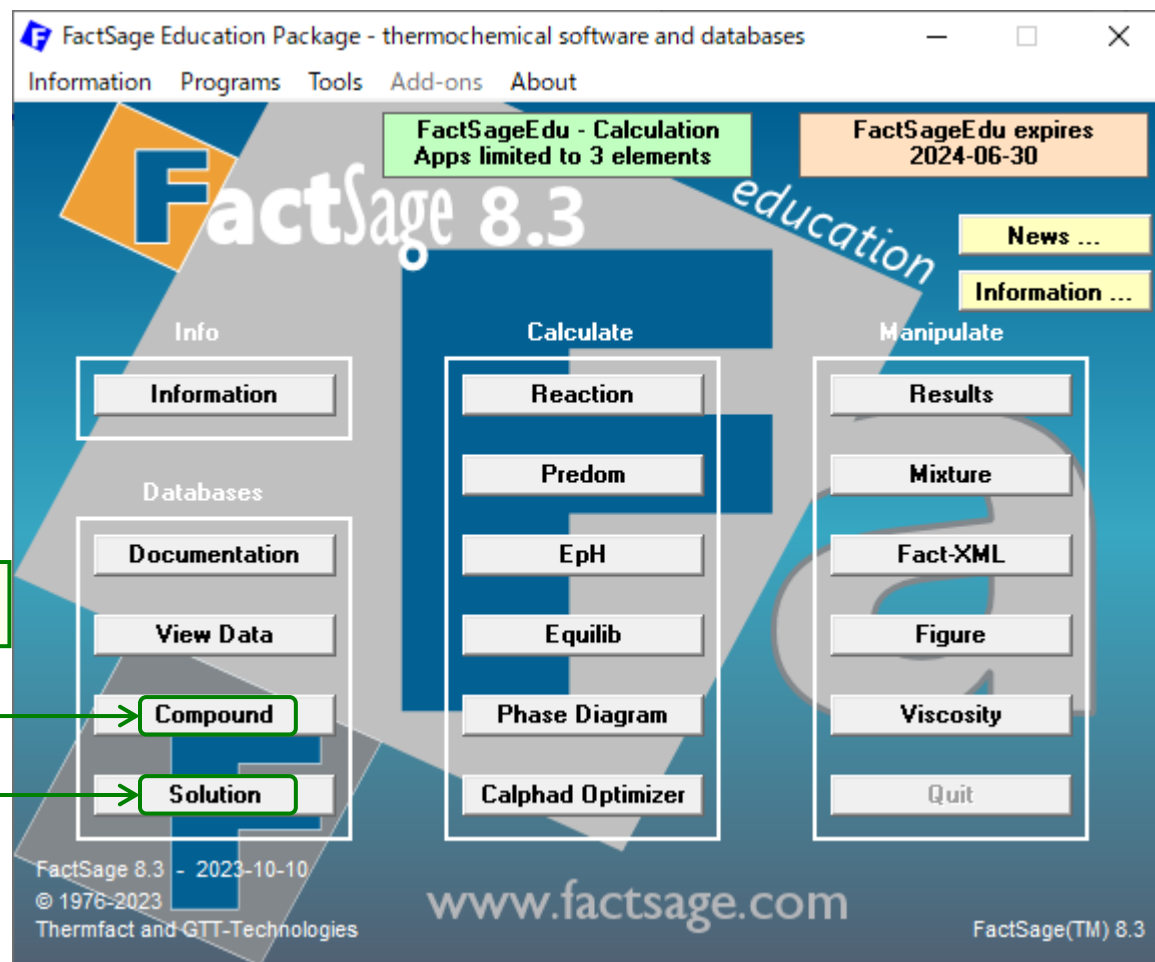 FactSage Education Package - thermochemical software and databases
Information Programs Tools Add-ons About
FactSageEdu - Calculation
Apps limited to 3 elements
FactSageEdu expires
2024-06-30
FactSage 8.3
education
News ...
Information ...
Info
Information
Databases
Documentation
View Data
Compound
Solution
Calculate
Reaction
Predom
EpH
Equilib
Phase Diagram
Calphad Optimizer
Manipulate
Results
Mixture
Fact-XML
Figure
Viscosity
Quit
FactSage 8.3 - 2023-10-10
© 1976-2023
Thermfact and GTT-Technologies
www.factsage.com
FactSage(TM) 8.3